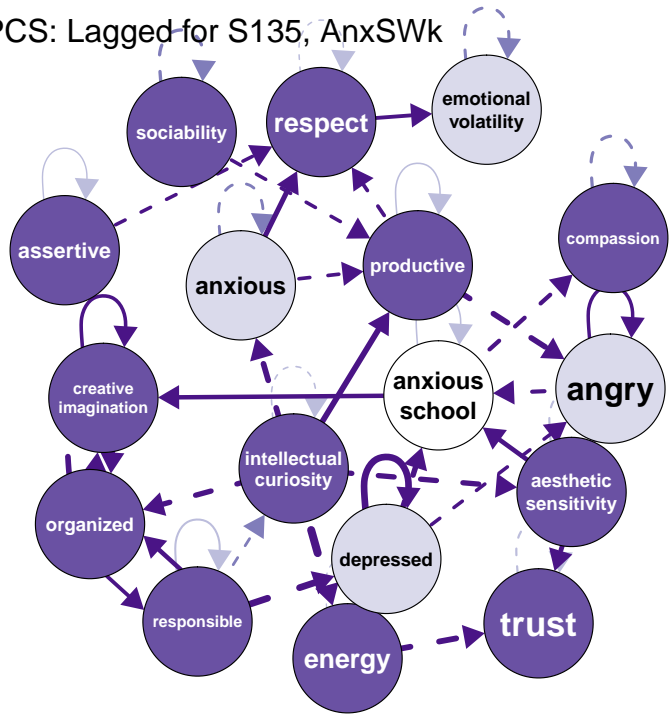 PCS: Lagged for S135, AnxSWk
emotional
volatility
respect
sociability
compassion
assertive
productive
anxious
anxious
school
angry
creative
imagination
intellectual
curiosity
aesthetic
sensitivity
organized
depressed
responsible
trust
energy